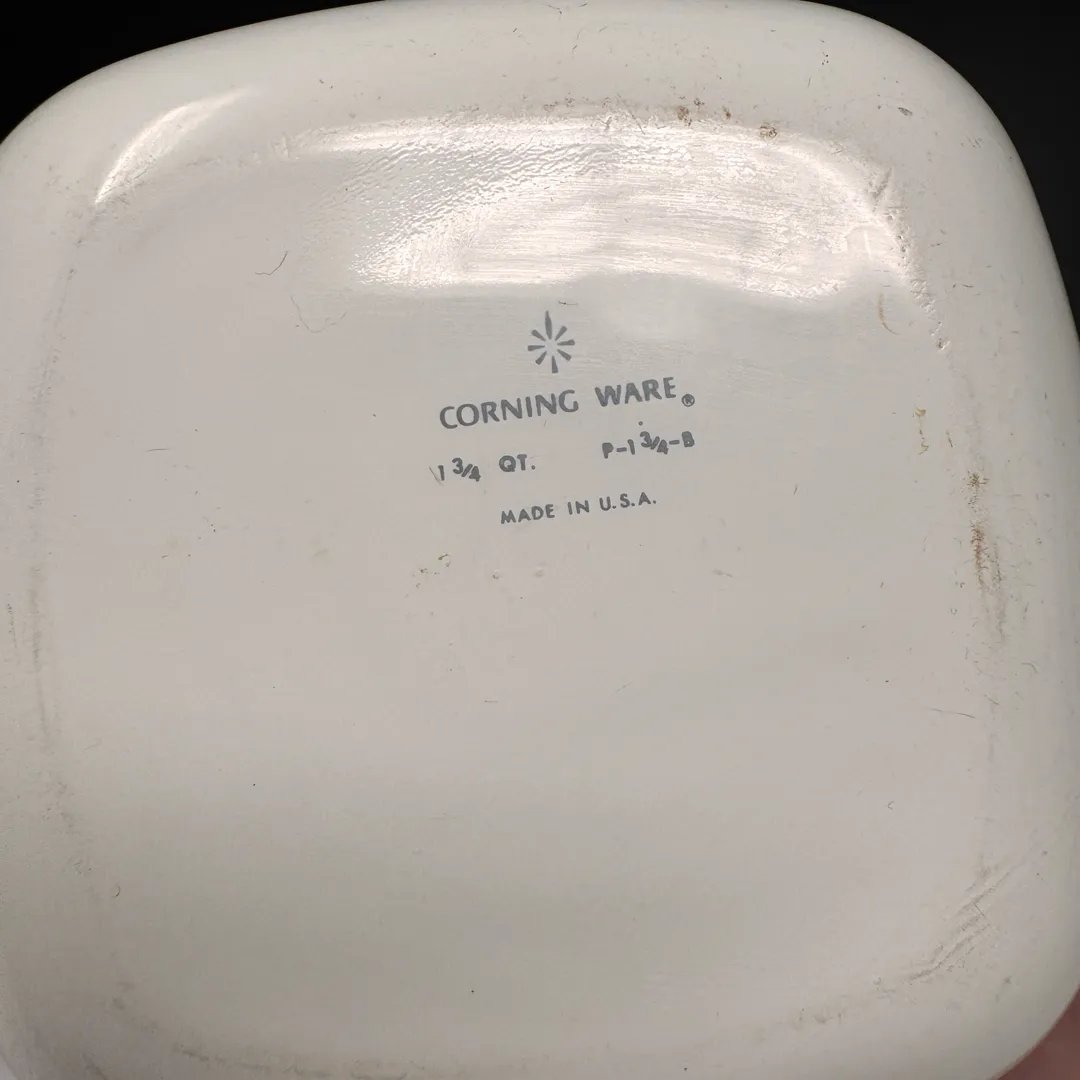 CORNING WARE®
1 3/4 QT. P-1 3/4-B
MADE IN U.S.A.